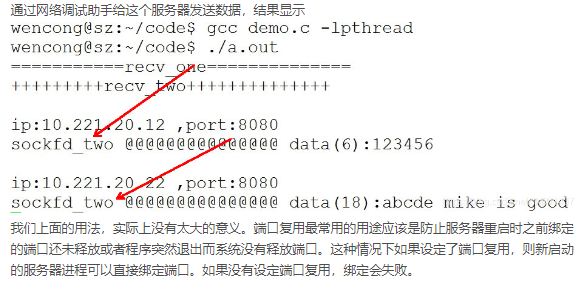 通过网络调试助手给这个服务器发送数据，结果显示
wencong@sz:~/code$ gcc demo.c -lpthread
wencong@sz:~/code$ ./a.out
===========recv_one==============
+++++++++recv_two++++++++++++++
ip:10.221.20.12 ,port:8080
sockfd_two @@@@@@@@@@@@@@@ data(6):123456
ip:10.221.20.22 ,port:8080
sockfd_two @@@@@@@@@@@@@@@ data(18):abcde mike is good
我们上面的用法，实际上没有太大的意义。端口复用最常用的用途应该是防止服务器重启时之前绑定
的端口还未释放或者程序突然退出而系统没有释放端口。这种情况下如果设定了端口复用，则新启动
的服务器进程可以直接绑定端口。如果没有设定端口复用，绑定会失败。